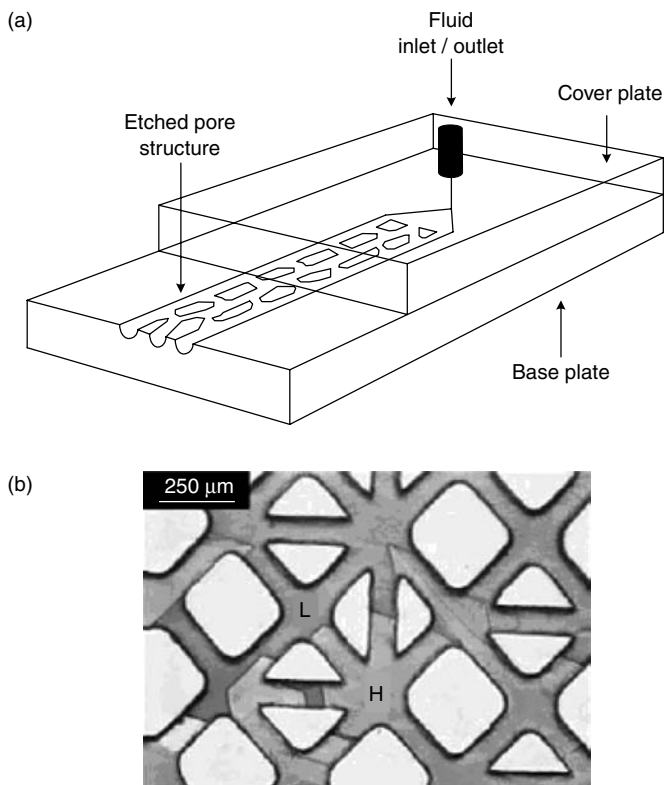 (a)
Fluid
inlet / outlet
Cover plate
Etched pore
structure
Base plate
(b)
250 μm
L
H